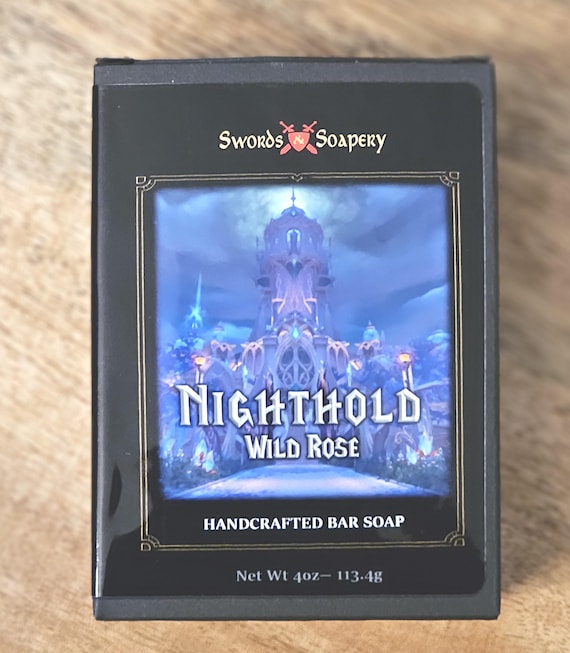 Swords & Soapery
Nighthold
Wild Rose
HANDCRAFTED BAR SOAP
Net Wt 4oz— 113.4g